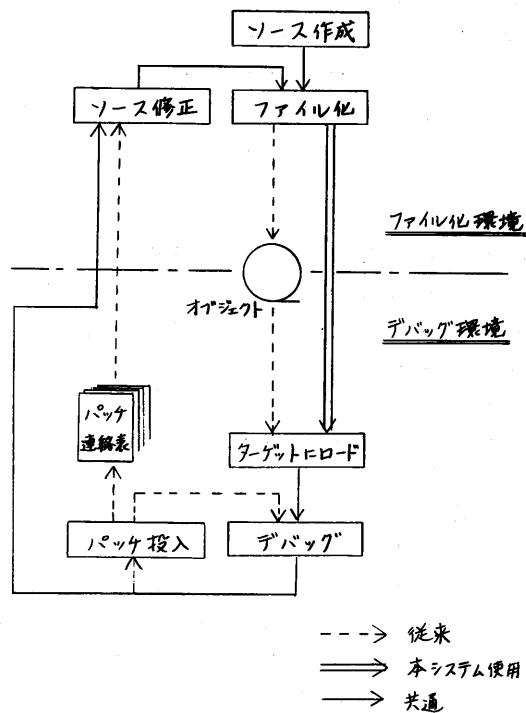 ソース作成
ソース修正
ファイル化
ファイル化環境
オブジェクト
デバッグ環境
パッチ
連絡表
ターゲットにロード
パッチ投入
デバッグ
従来
本システム使用
共通